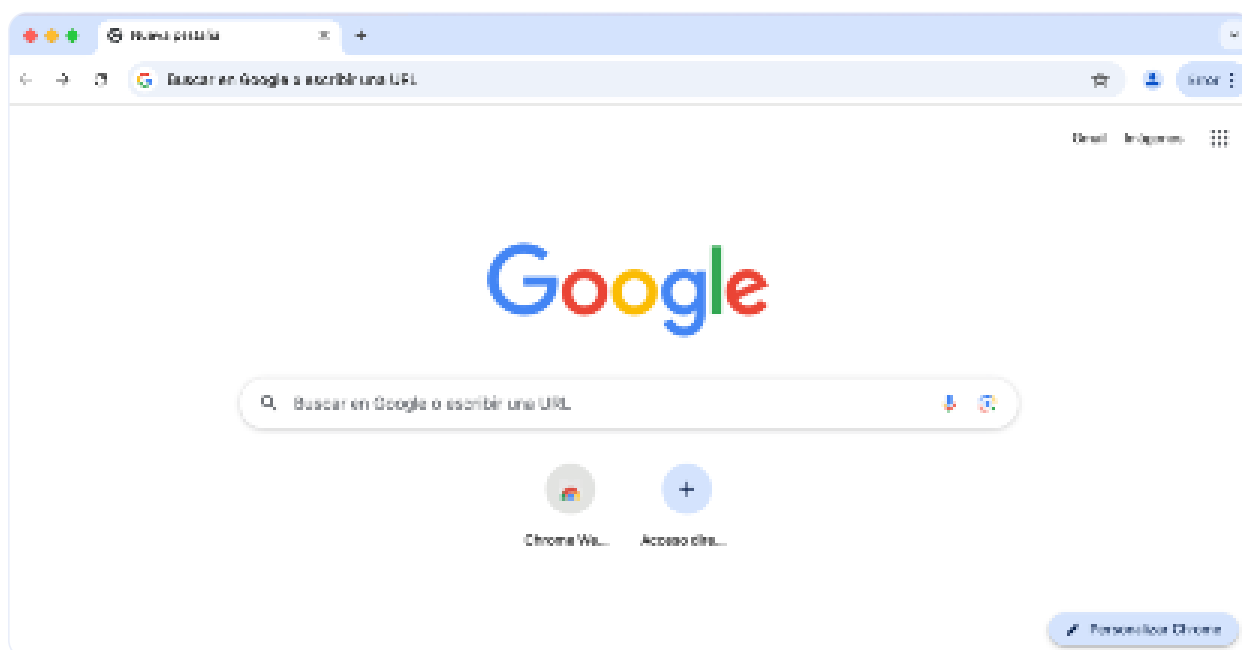 Nueva pestaña
Buscar en Google o escribir una URL
Error
Gmail Imágenes
Google
Buscar en Google o escribir una URL
Chrome We... Acceso dire...
Personalizar Chrome